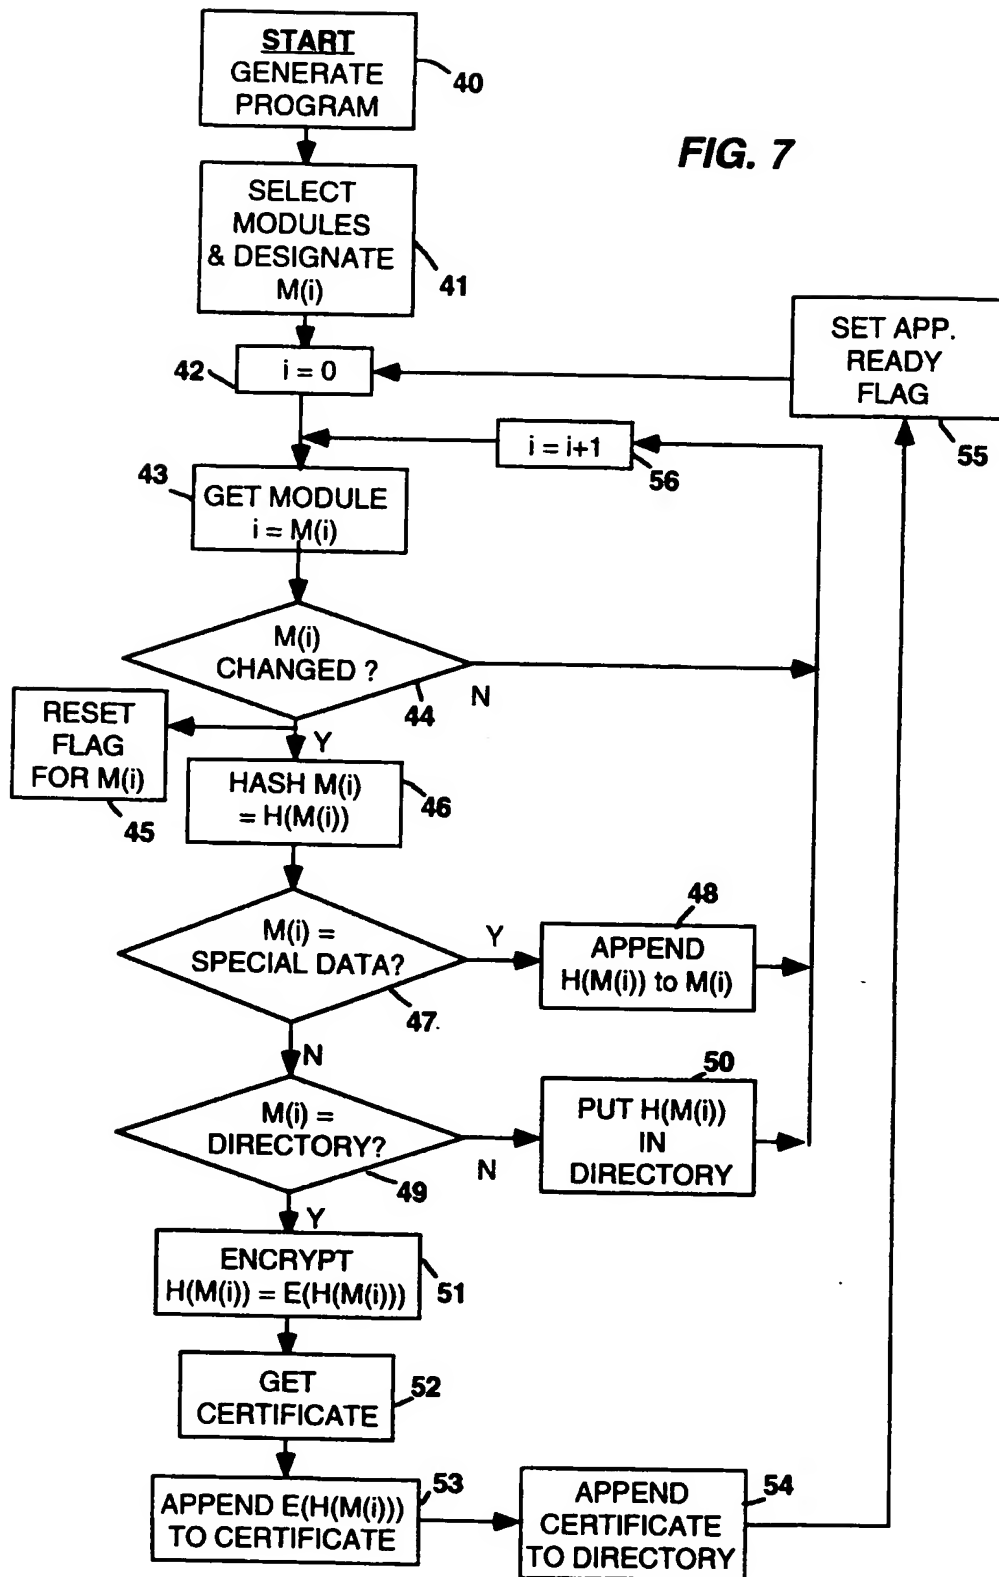 START
GENERATE
PROGRAM
40
FIG. 7
SELECT
MODULES
& DESIGNATE
M(i)
41
SET APP.
READY
FLAG
55
42
i = 0
i = i+1
56
43
GET MODULE
i = M(i)
M(i)
CHANGED ?
44
N
RESET
FLAG
FOR M(i)
45
Y
HASH M(i)
= H(M(i))
46
M(i) =
SPECIAL DATA?
47
Y
48
APPEND
H(M(i)) to M(i)
N
M(i) =
DIRECTORY?
49
N
50
PUT H(M(i))
IN
DIRECTORY
Y
ENCRYPT
H(M(i)) = E(H(M(i)))
51
GET
CERTIFICATE
52
APPEND E(H(M(i)))
TO CERTIFICATE
53
APPEND
CERTIFICATE
TO DIRECTORY
54